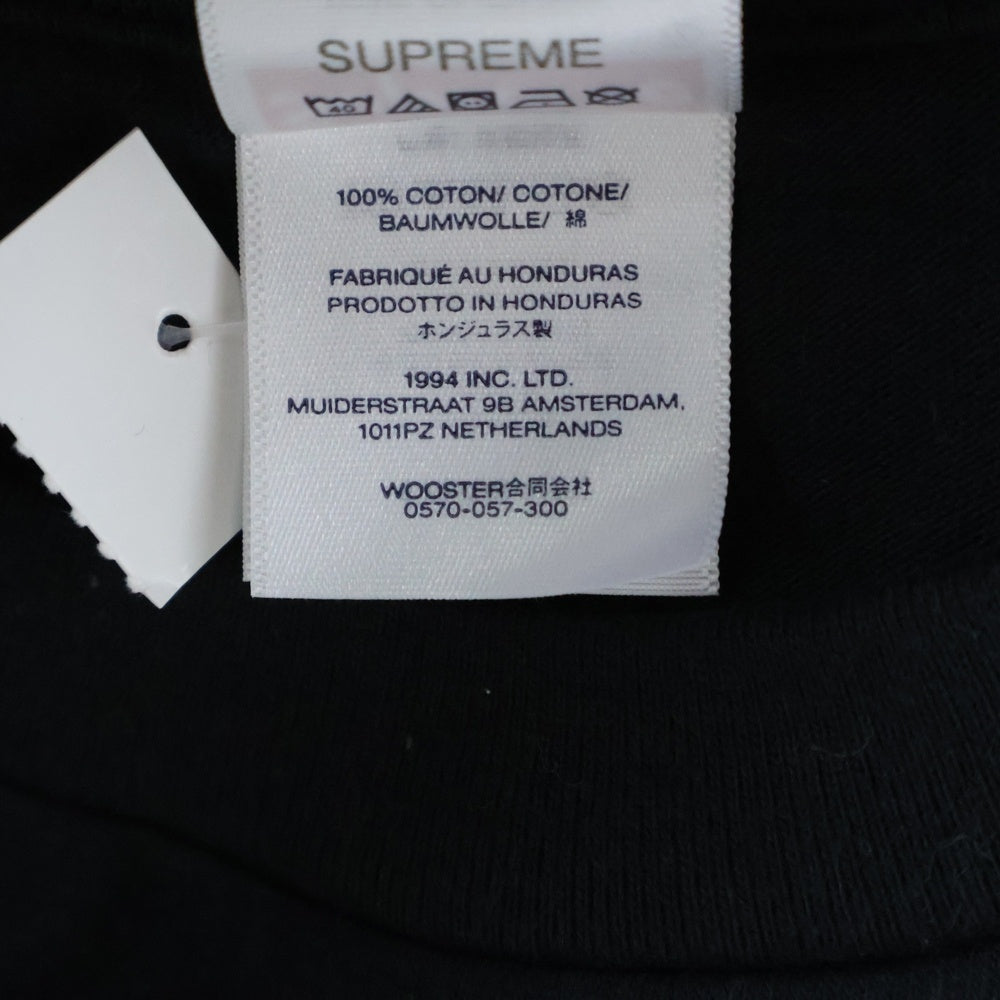 SUPREME
40
100% COTON/ COTONE/
BAUMWOLLE/ 綿
FABRIQUÉ AU HONDURAS
PRODOTTO IN HONDURAS
ホンジュラス製
1994 INC. LTD.
MUIDERSTRAAT 9B AMSTERDAM,
1011PZ NETHERLANDS
WOOSTER合同会社
0570-057-300